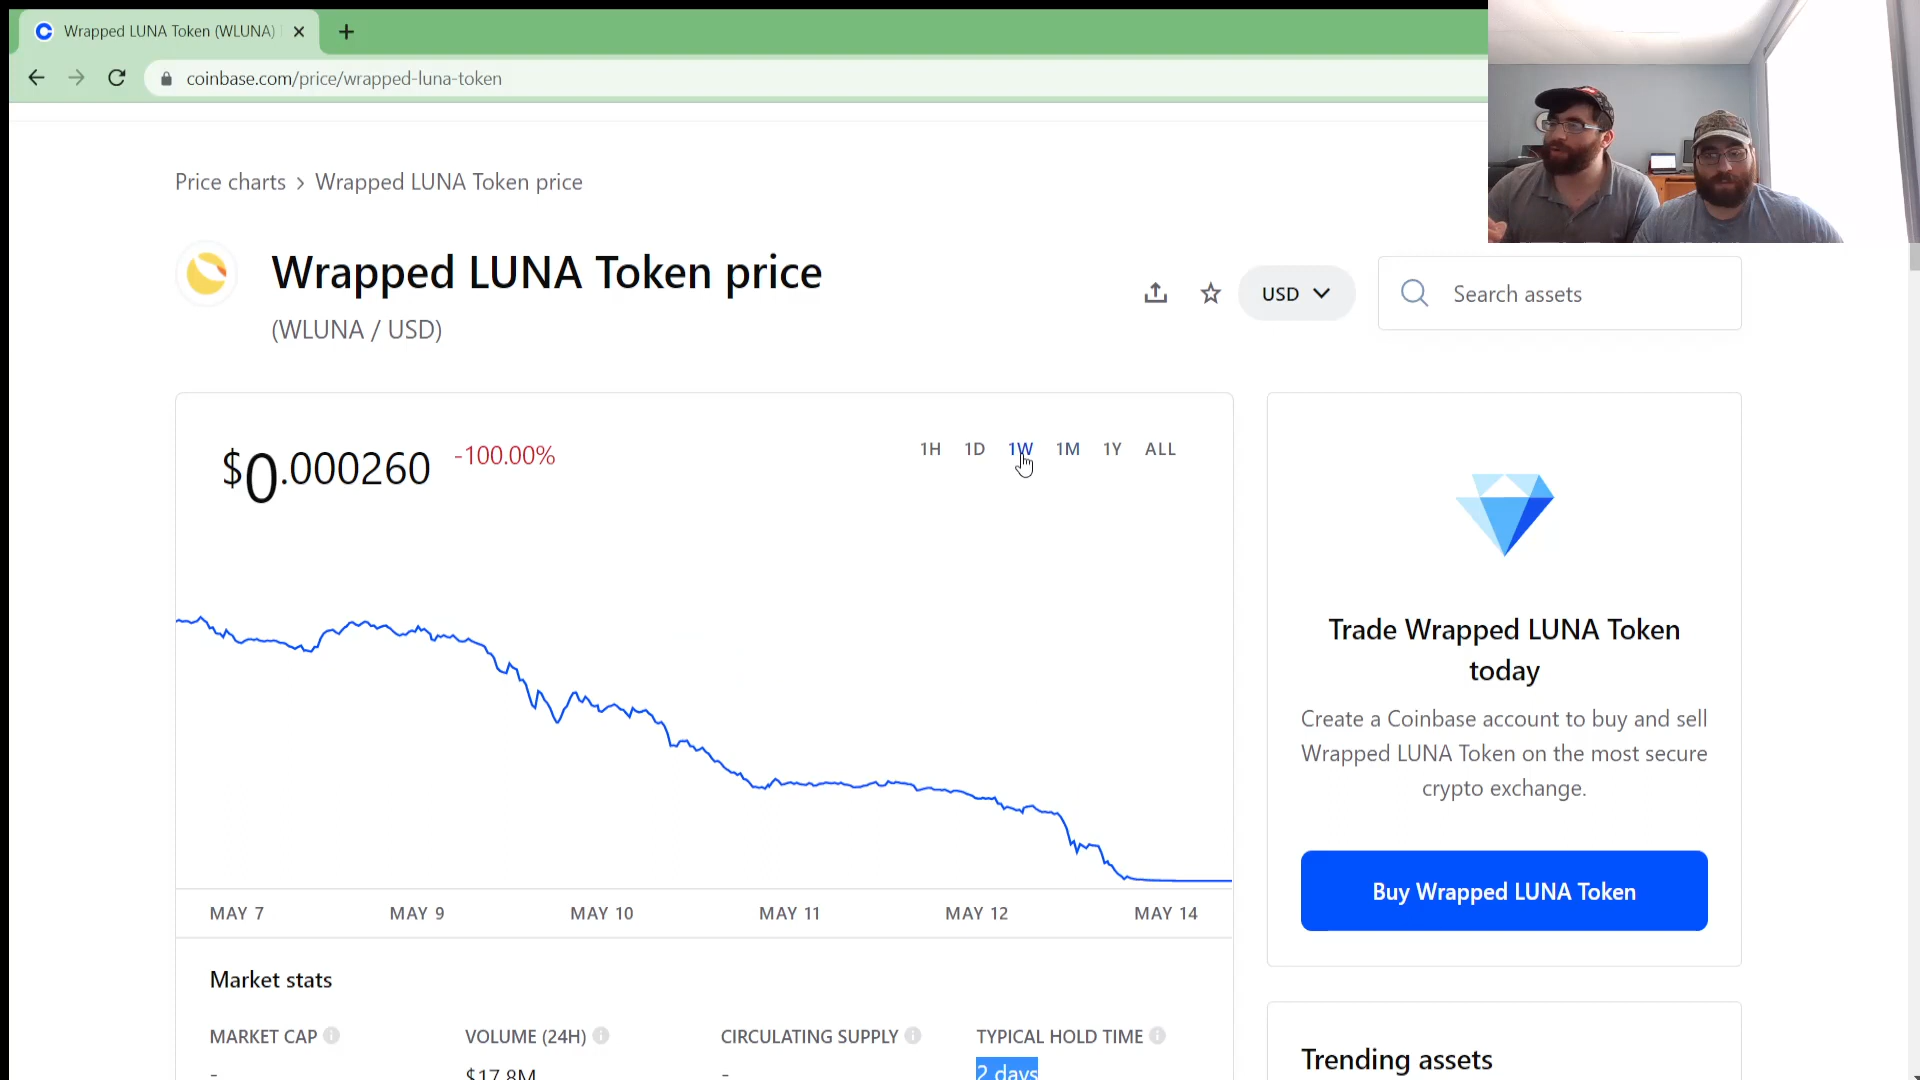 Wrapped LUNA Token (WLUNA)
coinbase.com/price/wrapped-luna-token
Price charts › Wrapped LUNA Token price
Wrapped LUNA Token price
(WLUNA / USD)
USD
Search assets
$0.000260 -100.00%
1H 1D 1W 1M 1Y ALL
MAY 7 MAY 9 MAY 10 MAY 11 MAY 12 MAY 14
Market stats
MARKET CAP VOLUME (24H) CIRCULATING SUPPLY TYPICAL HOLD TIME
- $17.8M - 2 days
Trade Wrapped LUNA Token
today
Create a Coinbase account to buy and sell
Wrapped LUNA Token on the most secure
crypto exchange.
Buy Wrapped LUNA Token
Trending assets